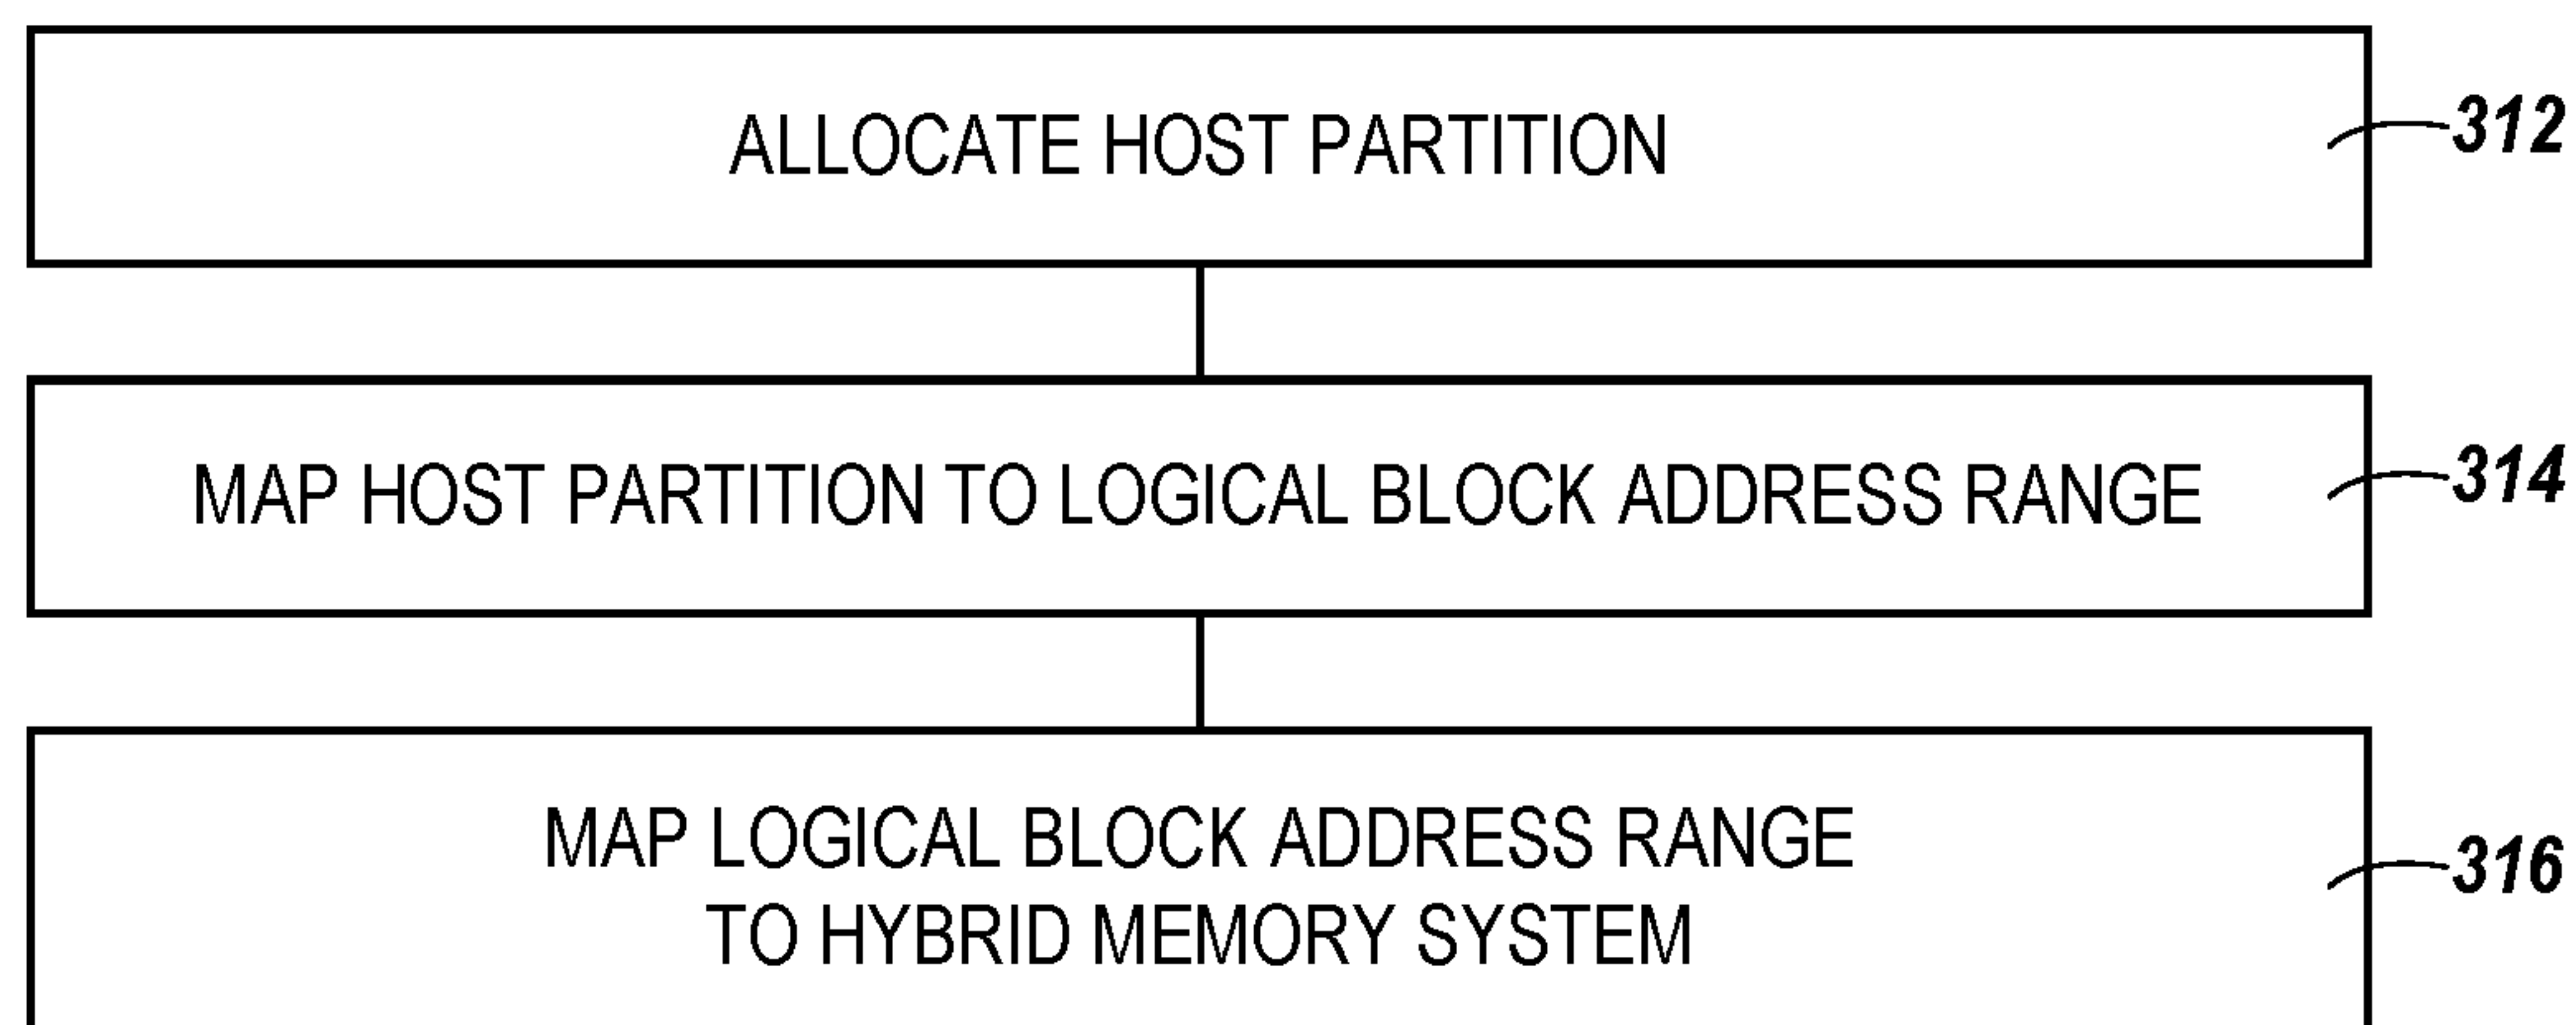 ALLOCATE HOST PARTITION 312
MAP HOST PARTITION TO LOGICAL BLOCK ADDRESS RANGE 314
MAP LOGICAL BLOCK ADDRESS RANGE
TO HYBRID MEMORY SYSTEM
316